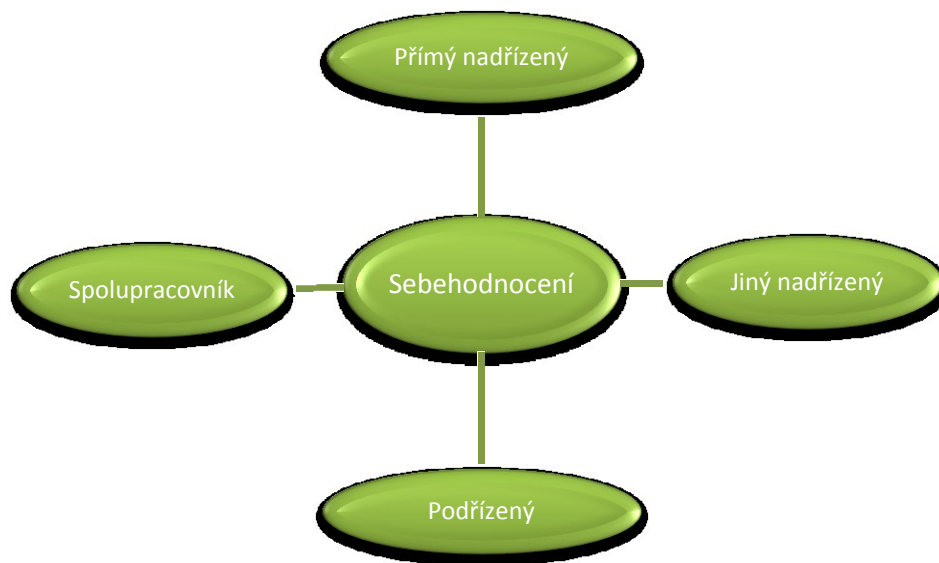 Přímý nadřízený
Spolupracovník
Sebehodnocení
Jiný nadřízený
Podřízený